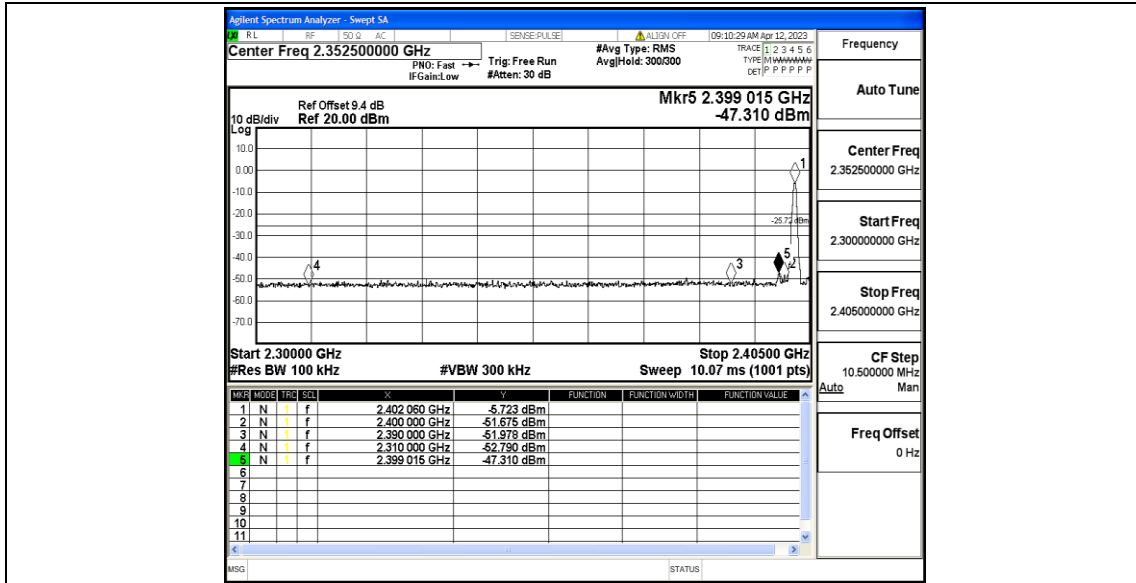 Agilent Spectrum Analyzer - Swept SA
RL RF 50 Ω AC SENSE:PULSE ALIGN OFF 09:10:29 AM Apr 12, 2023
Center Freq 2.352500000 GHz
PNO: Fast
IFGain:Low
Trig: Free Run
#Atten: 30 dB
#Avg Type: RMS
Avg|Hold: 300/300
TRACE 1 2 3 4 5 6
TYPE M
DET P P P P P P
Mkr5 2.399 015 GHz
-47.310 dBm
Ref Offset 9.4 dB
10 dB/div Ref 20.00 dBm
Log
10.0
0.00
-10.0
-20.0
-30.0
-40.0
-50.0
-60.0
-70.0
1
-25.72 dBm
5
2
3
4
Start 2.30000 GHz Stop 2.40500 GHz
#Res BW 100 kHz #VBW 300 kHz Sweep 10.07 ms (1001 pts)
MKR MODE TRC SCL X Y FUNCTION FUNCTION WIDTH FUNCTION VALUE
1 N 1 f 2.402 060 GHz -5.723 dBm
2 N 1 f 2.400 000 GHz -51.675 dBm
3 N 1 f 2.390 000 GHz -51.978 dBm
4 N 1 f 2.310 000 GHz -52.790 dBm
5 N 1 f 2.399 015 GHz -47.310 dBm
6
7
8
9
10
11
MSG STATUS
Frequency
Auto Tune
Center Freq
2.352500000 GHz
Start Freq
2.300000000 GHz
Stop Freq
2.405000000 GHz
CF Step
10.500000 MHz
Auto Man
Freq Offset
0 Hz